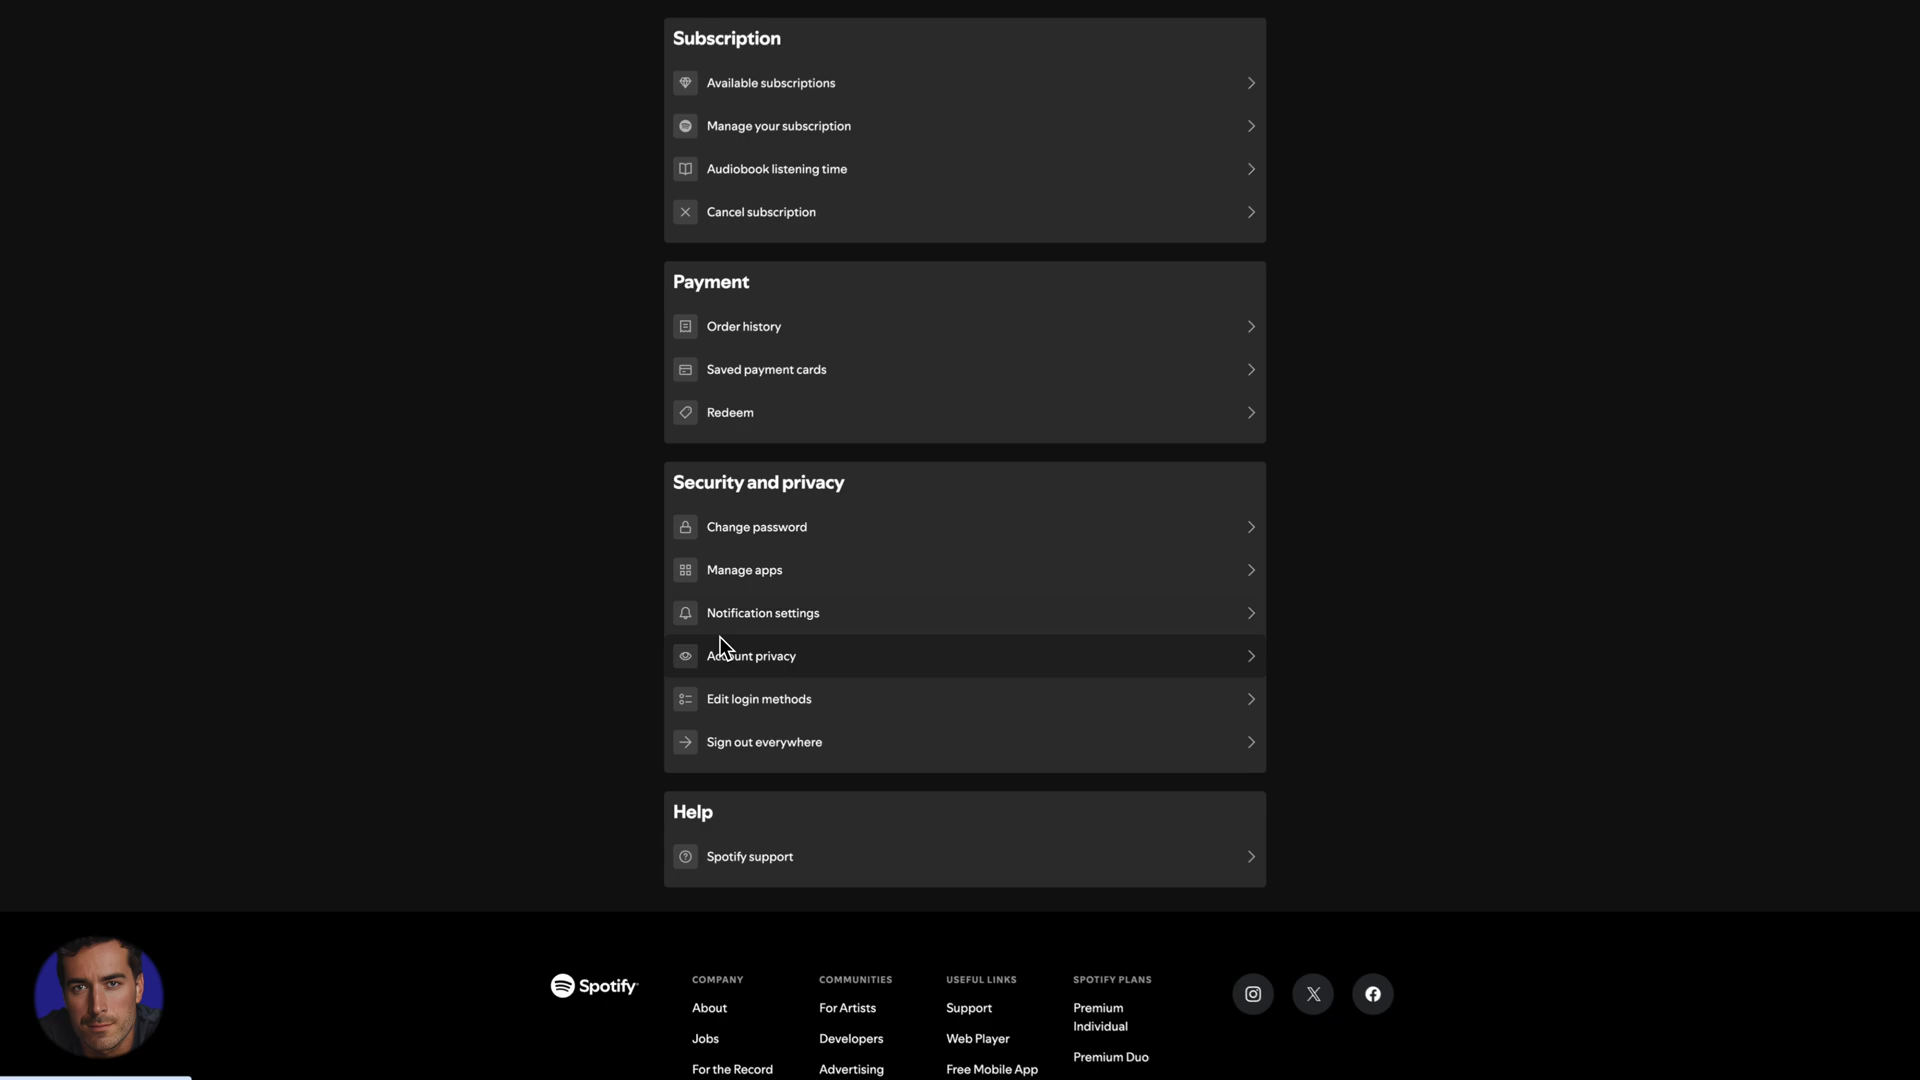 Subscription
Available subscriptions
Manage your subscription
Audiobook listening time
Cancel subscription
Payment
Order history
Saved payment cards
Redeem
Security and privacy
Change password
Manage apps
Notification settings
Account privacy
Edit login methods
Sign out everywhere
Help
Spotify support
Spotify
COMPANY
About
Jobs
For the Record
COMMUNITIES
For Artists
Developers
Advertising
USEFUL LINKS
Support
Web Player
Free Mobile App
SPOTIFY PLANS
Premium
Individual
Premium Duo